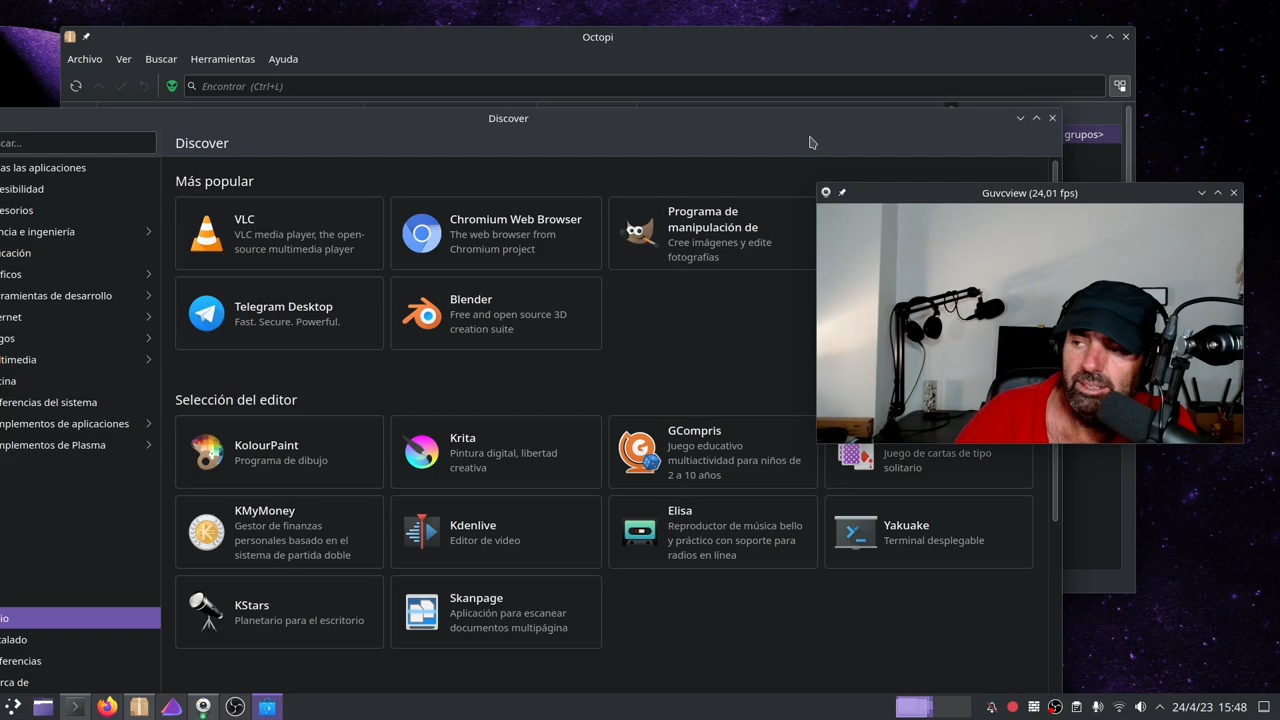 Octopi
Archivo Ver Buscar Herramientas Ayuda
Encontrar (Ctrl+L)
Discover
car...
Discover
grupos>
as las aplicaciones
esibilidad
esorios
ncia e ingeniería
ucación
ficos
ramientas de desarrollo
ernet
gos
ltimedia
cina
ferencias del sistema
mplementos de aplicaciones
mplementos de Plasma
io
talado
ferencias
rca de
Más popular
VLC
VLC media player, the open-
source multimedia player
Chromium Web Browser
The web browser from
Chromium project
Programa de
manipulación de
Cree imágenes y edite
fotografías
Telegram Desktop
Fast. Secure. Powerful.
Blender
Free and open source 3D
creation suite
Guvcview (24,01 fps)
Selección del editor
KolourPaint
Programa de dibujo
Krita
Pintura digital, libertad
creativa
GCompris
Juego educativo
multiactividad para niños de
2 a 10 años
Juego de cartas de tipo
solitario
KMyMoney
Gestor de finanzas
personales basado en el
sistema de partida doble
Kdenlive
Editor de video
Elisa
Reproductor de música bello
y práctico con soporte para
radios en línea
Yakuake
Terminal desplegable
KStars
Planetario para el escritorio
Skanpage
Aplicación para escanear
documentos multipágina
24/4/23 15:48